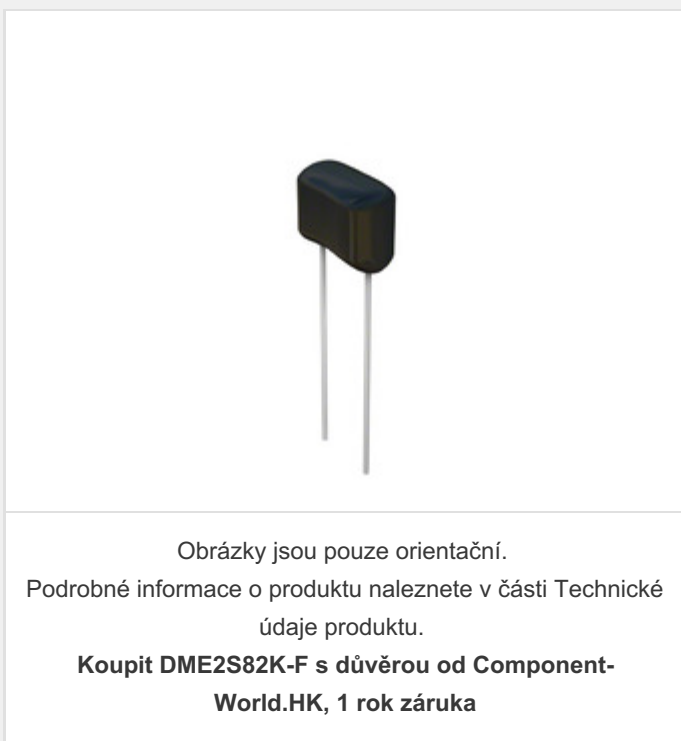 Obrázky jsou pouze orientační.
Podrobné informace o produktu naleznete v části Technické
údaje produktu.
Koupit DME2S82K-F s důvěrou od Component-
World.HK, 1 rok záruka